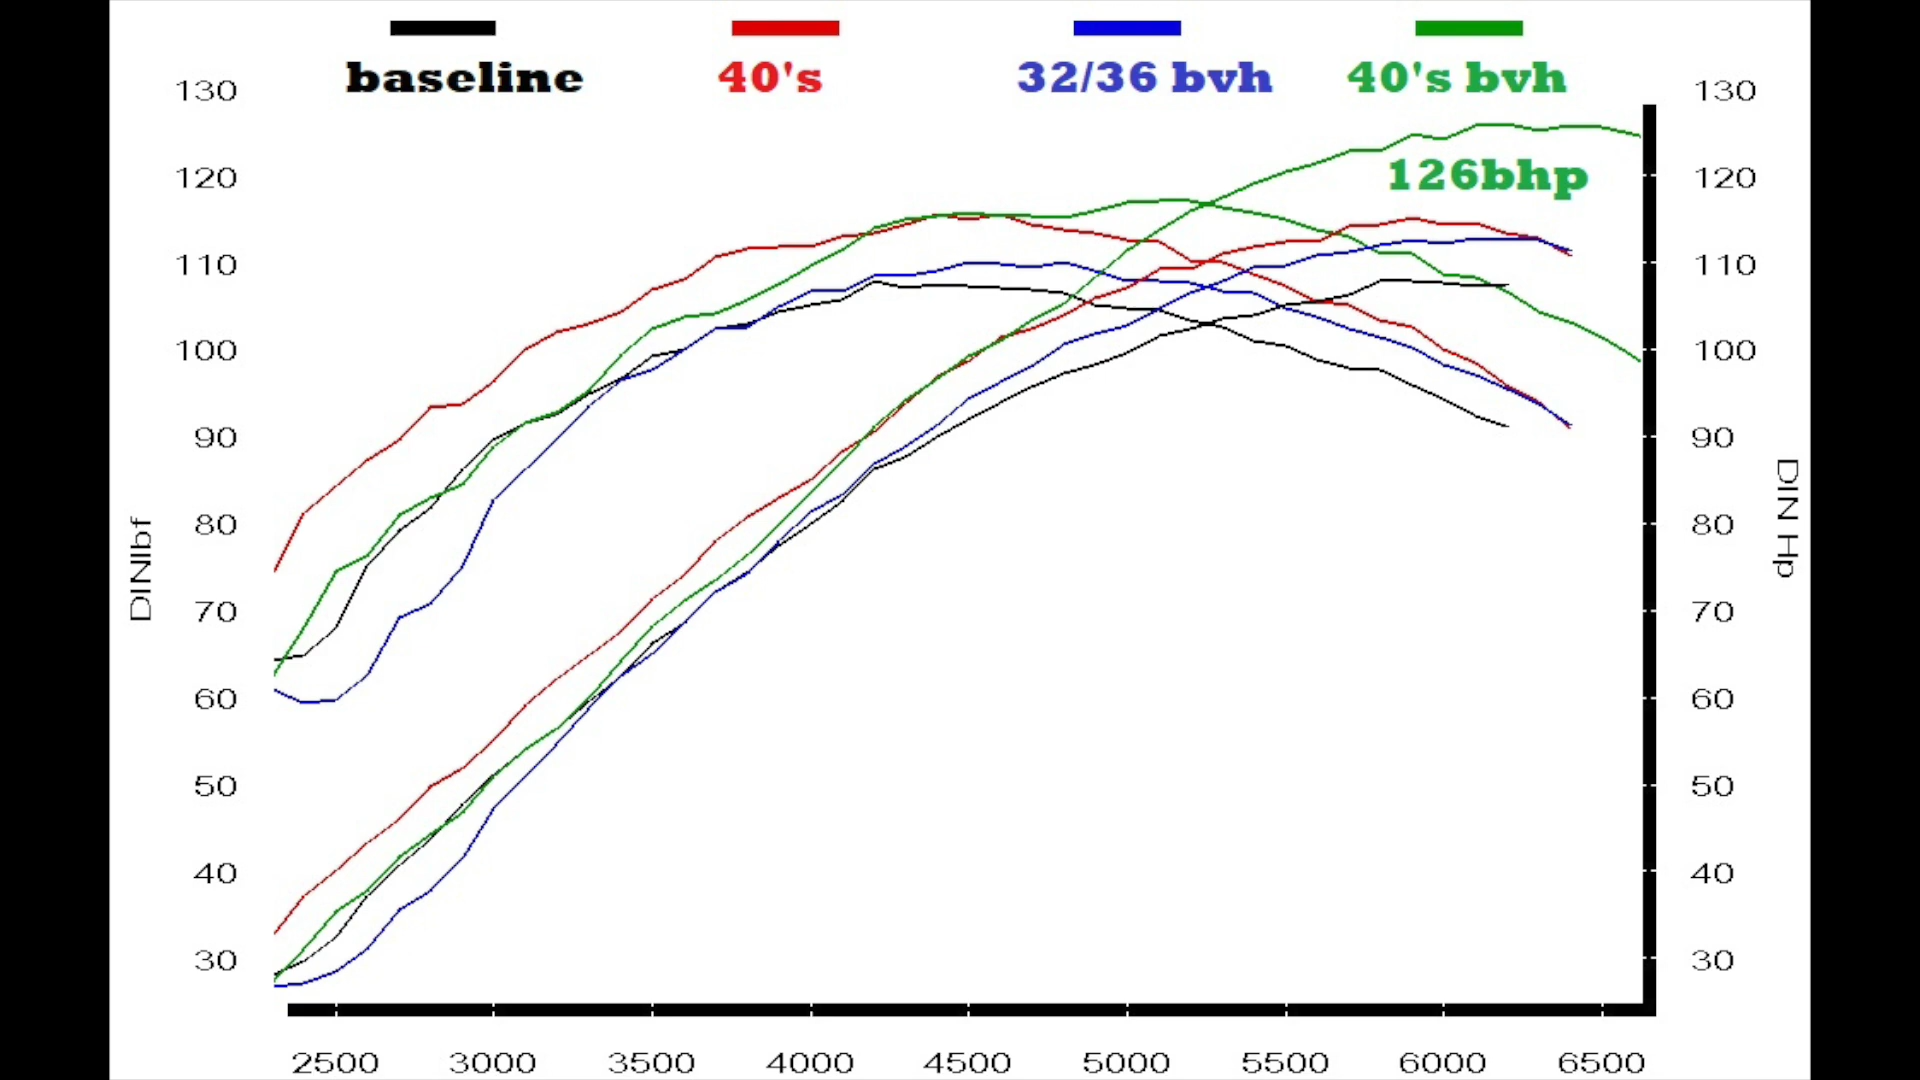 baseline 40's 32/36 bvh 40's bvh
130 130
126bhp
120 120
110 110
100 100
90 90
DIN Hp
80 80
DINlbf
70 70
60 60
50 50
40 40
30 30
2500 3000 3500 4000 4500 5000 5500 6000 6500